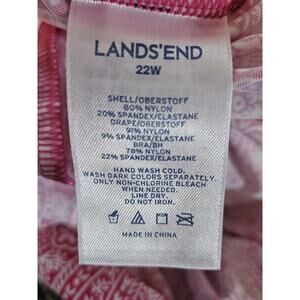 LANDS'END
22W
SHELL/OBERSTOFF
80% NYLON
20% SPANDEX/ELASTANE
DRAPE/OBERSTOFF
91% NYLON
9% SPANDEX/ELASTANE
BRA/BH
78% NYLON
22% SPANDEX/ELASTANE
HAND WASH COLD.
WASH DARK COLORS SEPARATELY.
ONLY NON-CHLORINE BLEACH
WHEN NEEDED.
LINE DRY.
DO NOT IRON.
MADE IN CHINA